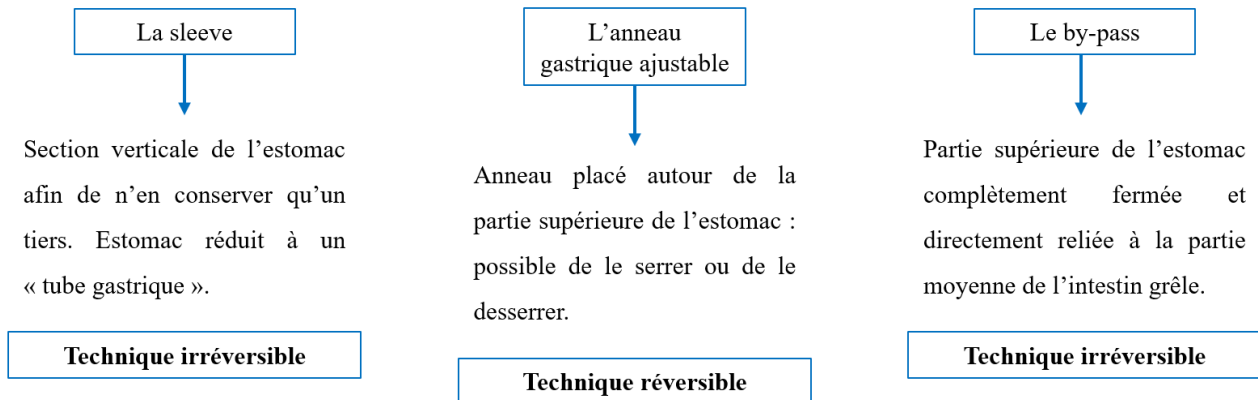 La sleeve
Section verticale de l’estomac
afin de n’en conserver qu’un
tiers. Estomac réduit à un
« tube gastrique ».
Technique irréversible
L’anneau
gastrique ajustable
Anneau placé autour de la
partie supérieure de l’estomac :
possible de le serrer ou de le
desserrer.
Technique réversible
Le by-pass
Partie supérieure de l’estomac
complètement fermée et
directement reliée à la partie
moyenne de l’intestin grêle.
Technique irréversible